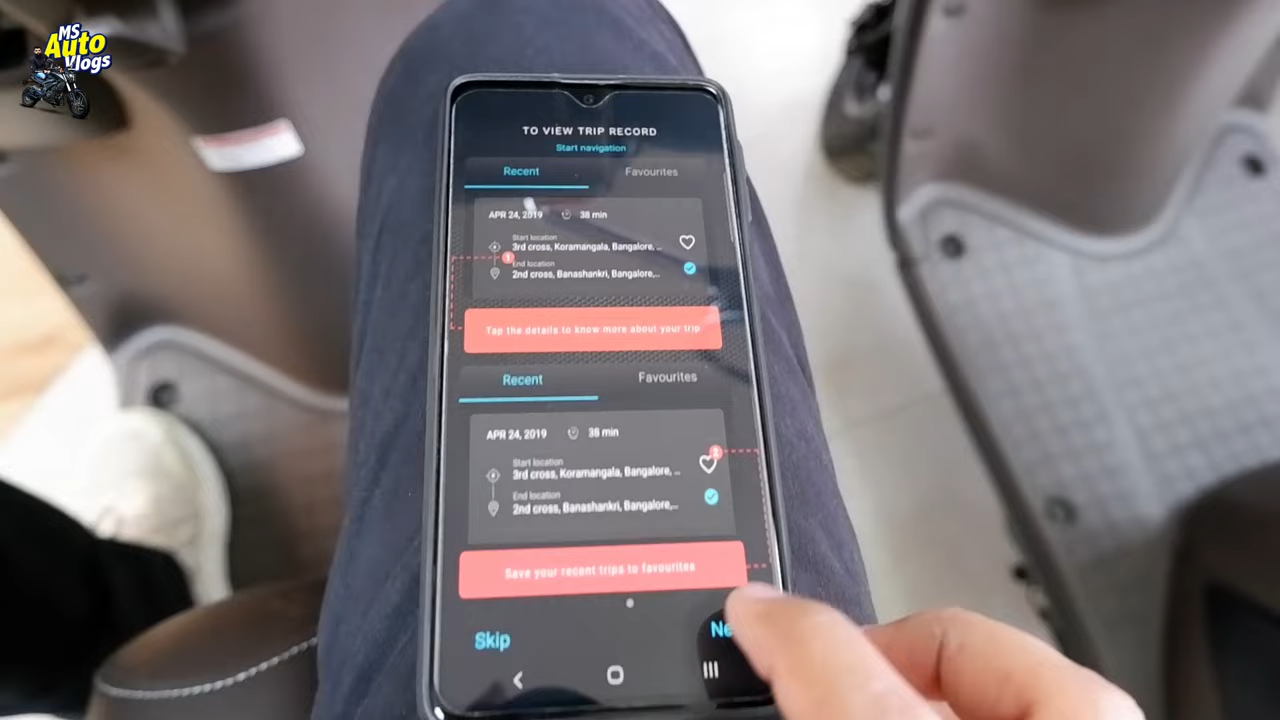 MS
Auto
Vlogs
TO VIEW TRIP RECORD
Start navigation
Recent Favourites
APR 24, 2019 38 min
Start location
3rd cross, Koramangala, Bangalore, ...
1
End location
2nd cross, Banashankri, Bangalore,...
Tap the details to know more about your trip
Recent Favourites
APR 24, 2019 38 min
2
Start location
3rd cross, Koramangala, Bangalore, ...
End location
2nd cross, Banashankri, Bangalore,...
Save your recent trips to favourites
Skip Ne